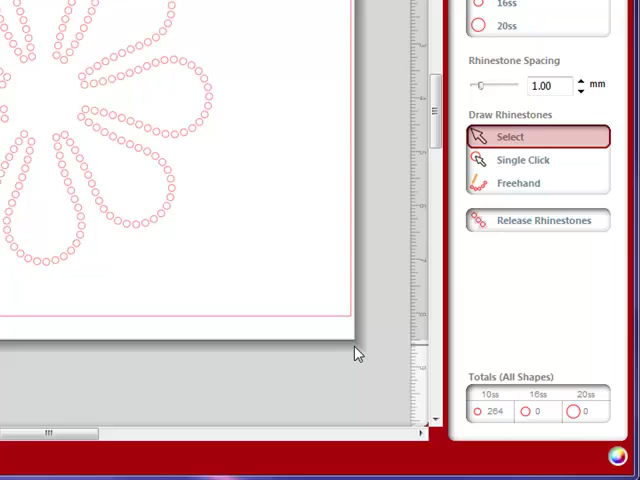 16ss
20ss
Rhinestone Spacing
1.00 mm
Draw Rhinestones
Select
Single Click
Freehand
Release Rhinestones
Totals (All Shapes)
10ss 16ss 20ss
264 0 0